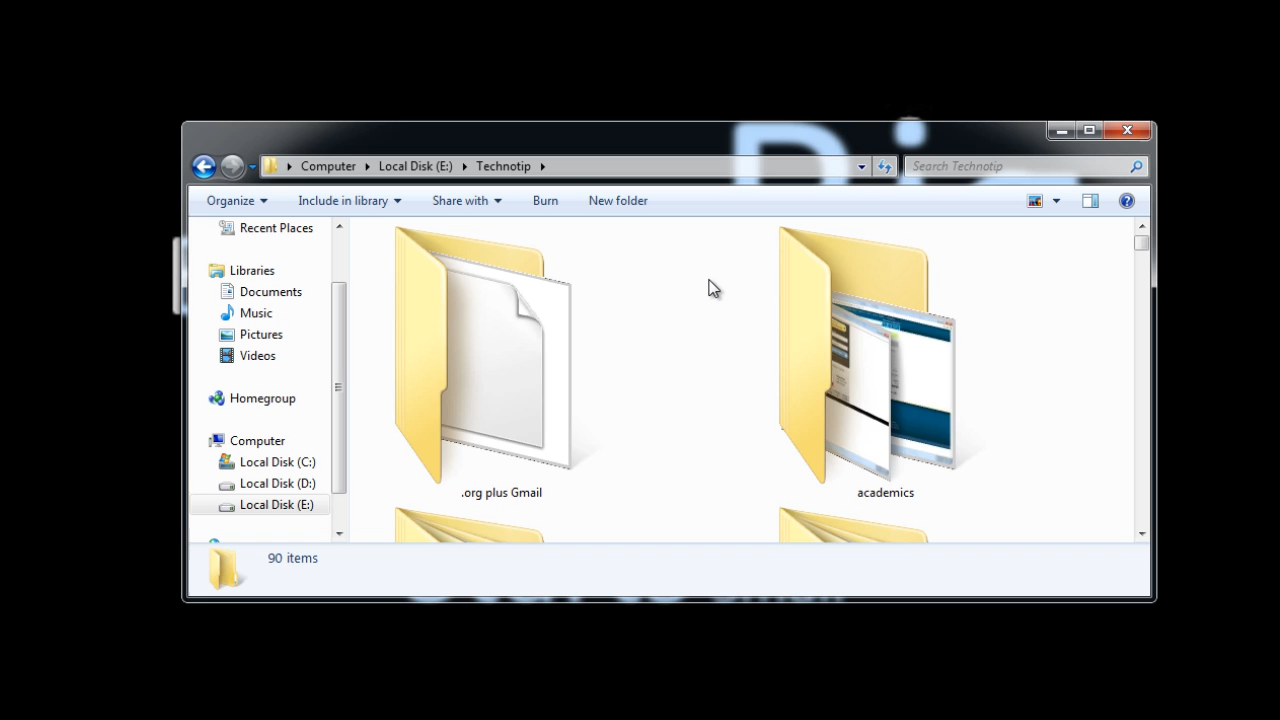 Computer Local Disk (E:) Technotip
Search Technotip
Organize Include in library Share with Burn New folder
Recent Places
Libraries
Documents
Music
Pictures
Videos
Homegroup
Computer
Local Disk (C:)
Local Disk (D:)
Local Disk (E:)
.org plus Gmail
academics
90 items